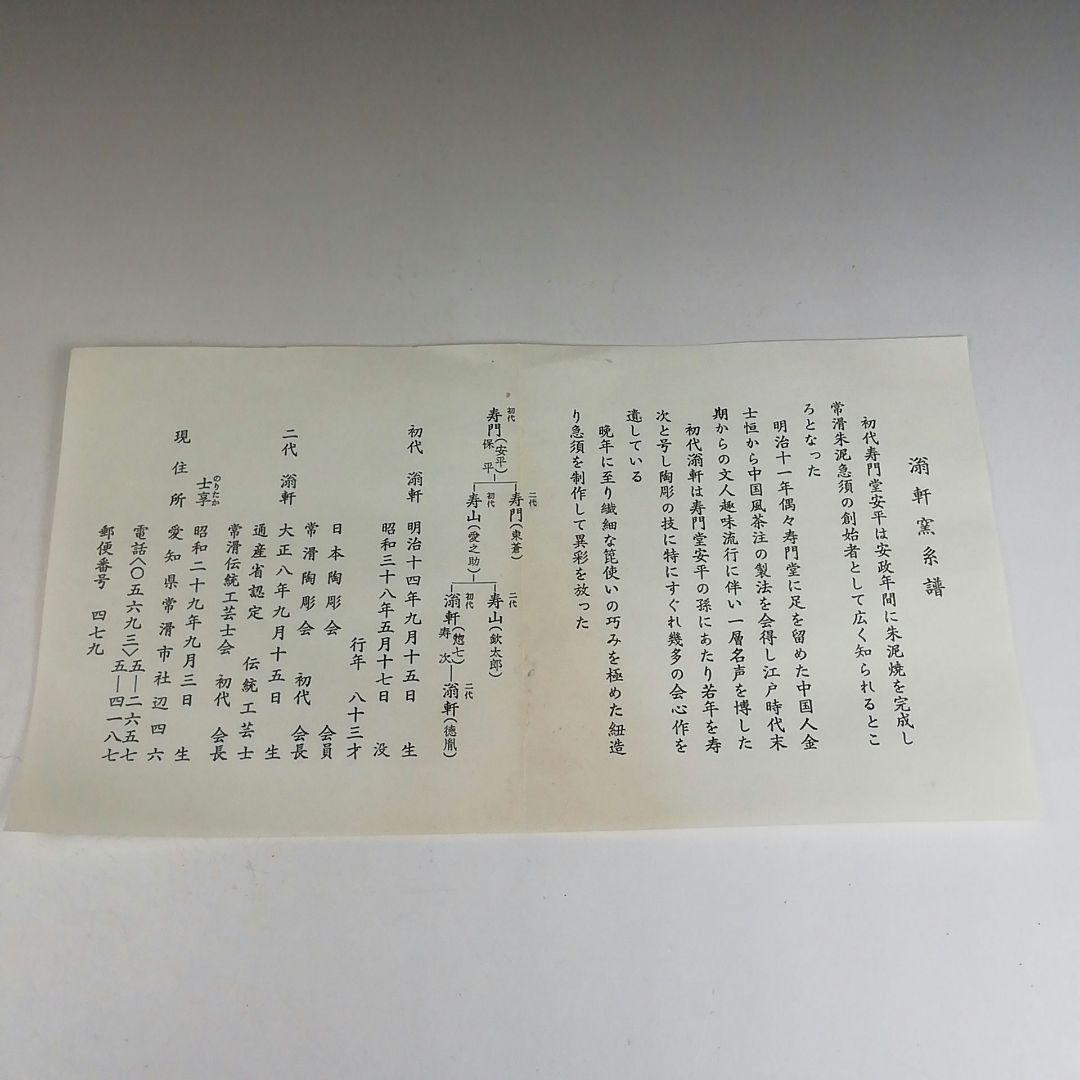 滃軒窯系譜
初代寿門堂安平は安政年間に朱泥焼を完成し
常滑朱泥急須の創始者として広く知られるとこ
ろとなった
明治十一年偶々寿門堂に足を留めた中国人金
士恒から中国風茶注の製法を会得し江戸時代末
期からの文人趣味流行に伴い一層名声を博した
初代滃軒は寿門堂安平の孫にあたり若年を寿
次と号し陶彫の技に特にすぐれ幾多の会心作を
遺している
晩年に至り繊細な箆使いの巧みを極めた紐造
り急須を制作して異彩を放った
初代
寿門(安平)
保平
二代
寿門(東蒼)
初代
寿山(愛之助)
二代
寿山(欽太郎)
初代
滃軒(惣七)
寿次
二代
滃軒(徳胤)
初代 滃軒 明治十四年九月十五日 生
昭和三十八年五月十七日 没
行年 八十三才
日本陶彫会 会員
常滑陶彫会 初代 会長
二代 滃軒 大正八年九月十五日 生
通産省認定 伝統工芸士
常滑伝統工芸士会 初代 会長
士享 昭和二十九年九月三日 生
のりたか
現住所 愛知県常滑市社辺四六
電話〈〇五六九三〉五―二六五七
五―四一八七
郵便番号 四七九